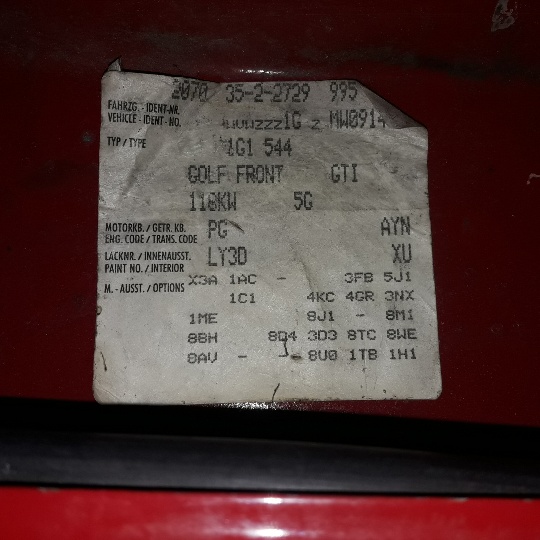 2070 35-2-2729 995
FAHRZG.-IDENT-NR.
VEHICLE-IDENT-NO. WVWZZZ1G Z MW0914
TYP / TYPE 1G1 544
GOLF FRONT GTI
118KW 5G
MOTORKB. / GETR. KB.
ENG. CODE / TRANS. CODE PG AYN
LACKNR. / INNENAUSST.
PAINT NO. / INTERIOR LY3D XU
M. - AUSST. / OPTIONS X3A 1AC - 3FB 5J1
1C1 4KC 4GR 3NX
1ME 8J1 - 8M1
8BH 8D4 3D3 8TC 8WE
8AV - - 8U0 1TB 1H1